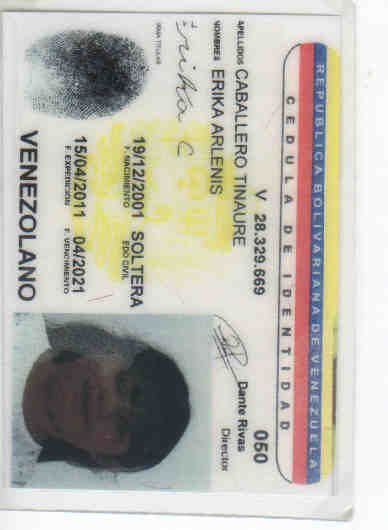 REPUBLICA BOLIVARIANA DE VENEZUELA
CEDULA DE IDENTIDAD
V 28.329.669
050
APELLIDOS CABALLERO TINAURE
NOMBRES ERIKA ARLENIS
Dante Rivas
Director
Erika C
FIRMA TITULAR
19/12/2001 SOLTERA
F. NACIMIENTO EDO CIVIL
15/04/2011 04/2021
F. EXPEDICION F. VENCIMIENTO
VENEZOLANO